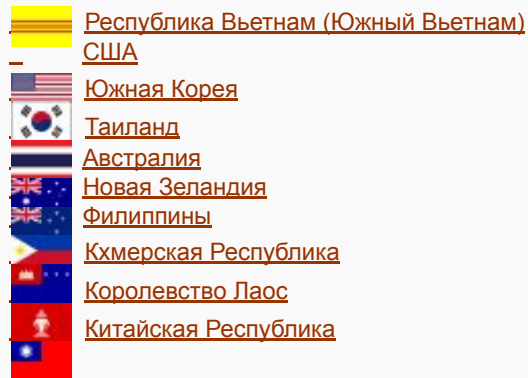 Республика Вьетнам (Южный Вьетнам)
США
Южная Корея
Таиланд
Австралия
Новая Зеландия
Филиппины
Кхмерская Республика
Королевство Лаос
Китайская Республика